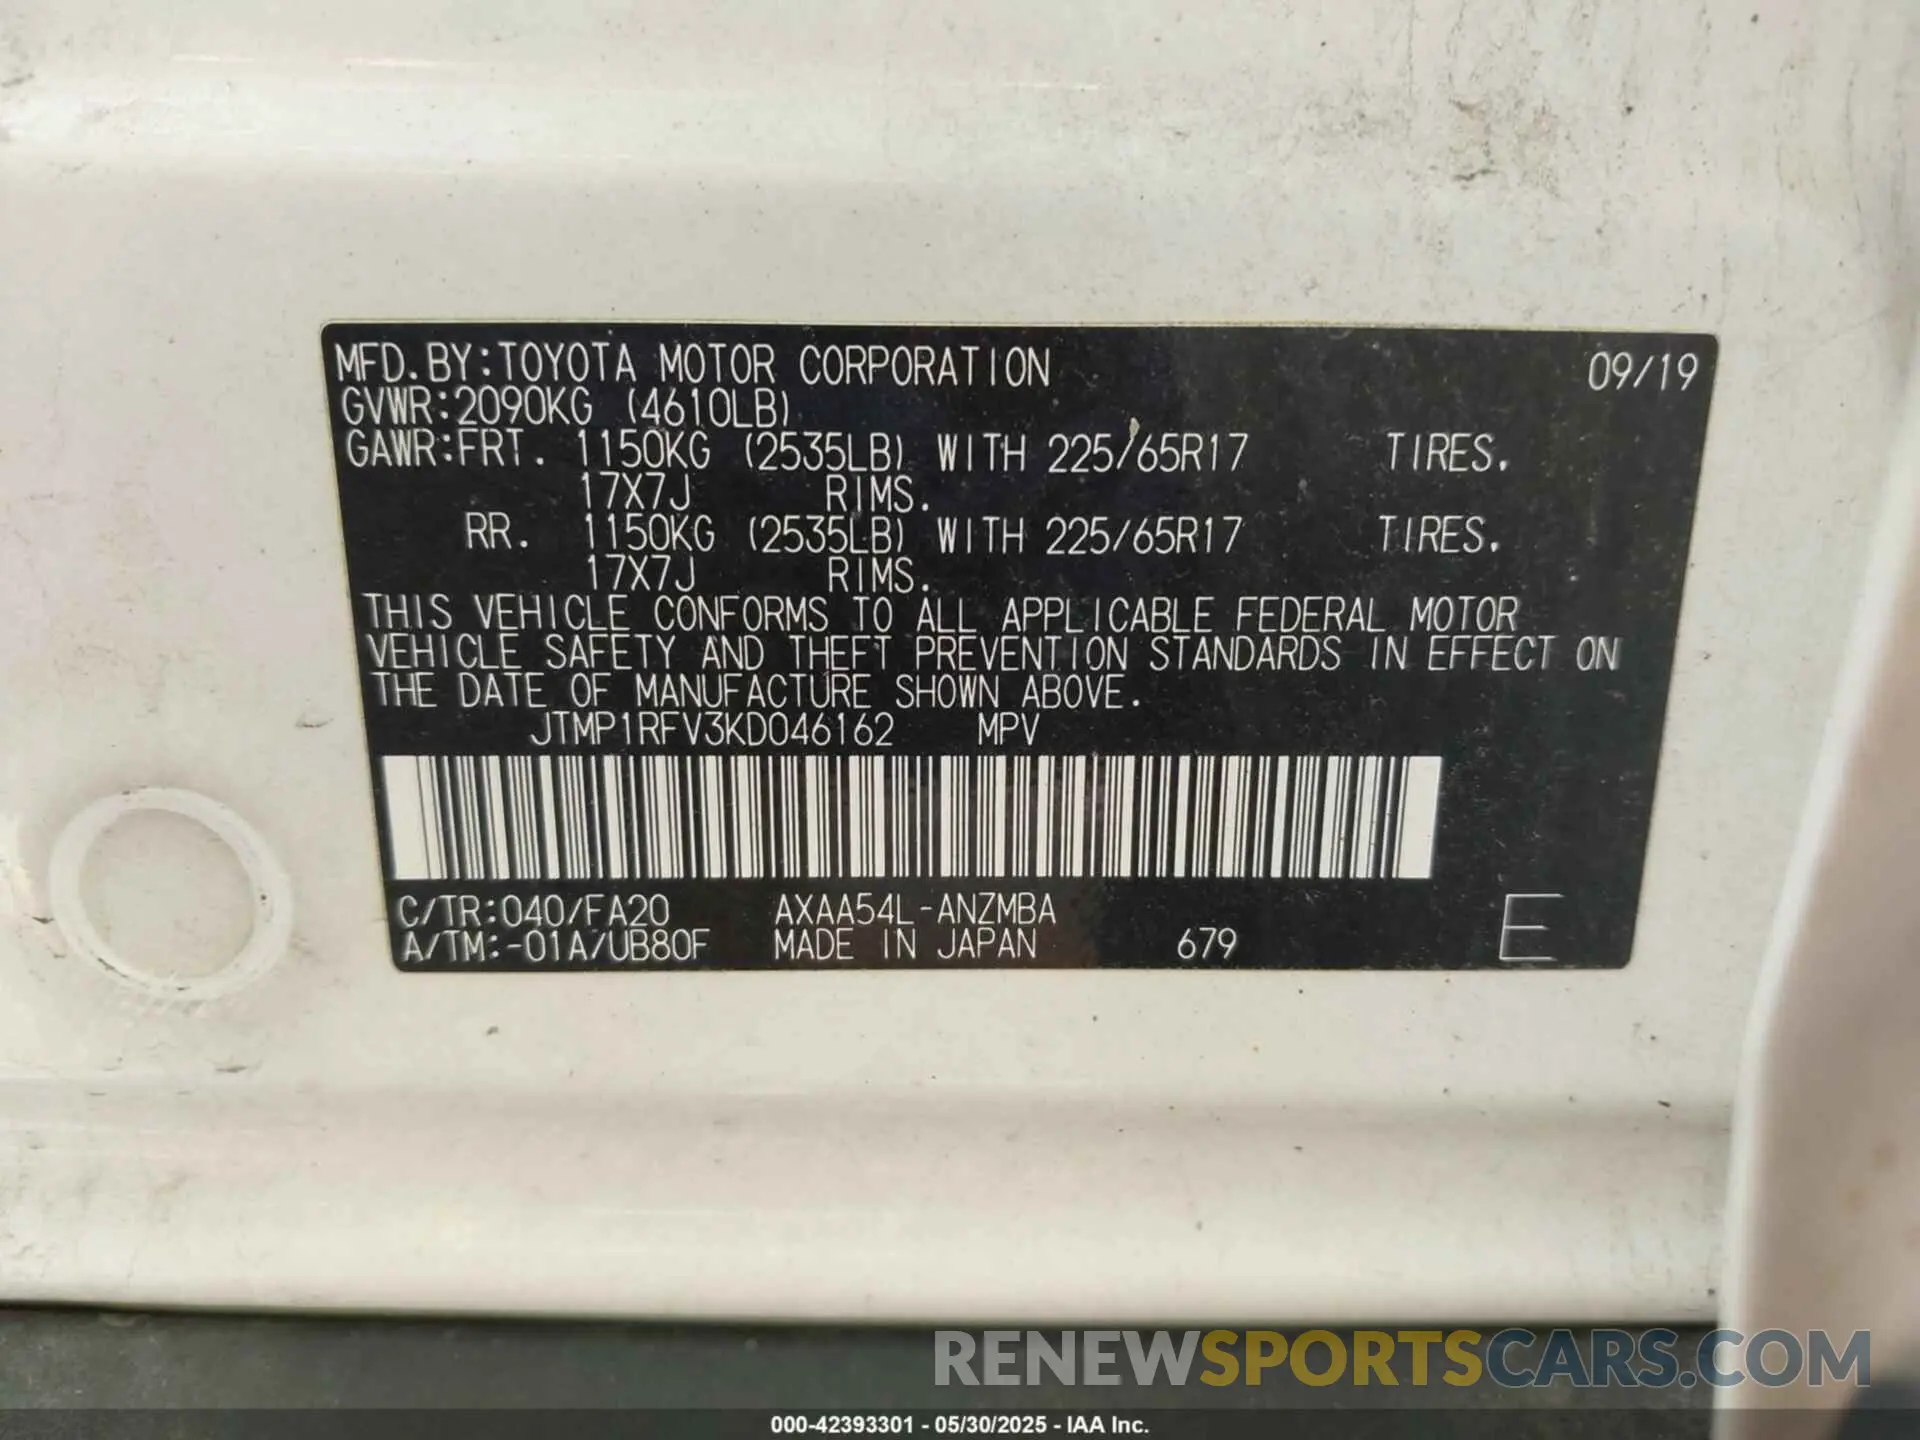 MFD.BY:TOYOTA MOTOR CORPORATION 09/19
GVWR:2090KG (4610LB)
GAWR:FRT. 1150KG (2535LB) WITH 225/65R17 TIRES.
17X7J RIMS.
RR. 1150KG (2535LB) WITH 225/65R17 TIRES.
17X7J RIMS.
THIS VEHICLE CONFORMS TO ALL APPLICABLE FEDERAL MOTOR
VEHICLE SAFETY AND THEFT PREVENTION STANDARDS IN EFFECT ON
THE DATE OF MANUFACTURE SHOWN ABOVE.
JTMP1RFV3KD046162 MPV
C/TR:040/FA20 AXAA54L-ANZMBA
A/TM:-01A/UB80F MADE IN JAPAN 679 E
RENEWSPORTSCARS.COM
000-42393301 - 05/30/2025 - IAA Inc.